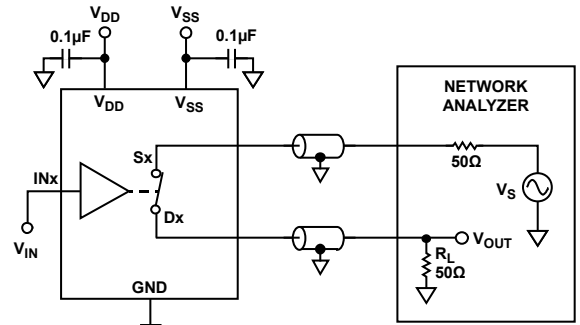 V_DD V_SS
0.1µF 0.1µF
V_DD V_SS
NETWORK
ANALYZER
Sx
50Ω
INx
V_S
Dx
V_OUT
V_IN
R_L
50Ω
GND